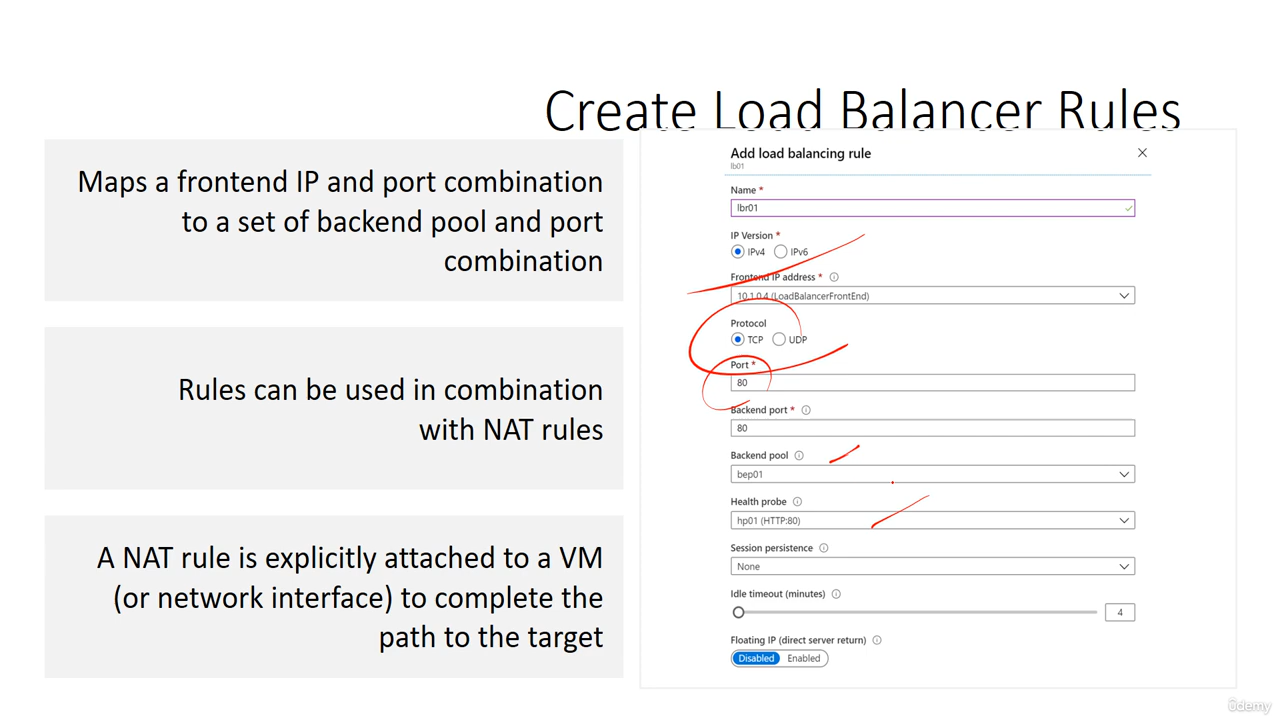 Create Load Balancer Rules
Maps a frontend IP and port combination
to a set of backend pool and port
combination
Rules can be used in combination
with NAT rules
A NAT rule is explicitly attached to a VM
(or network interface) to complete the
path to the target
Add load balancing rule
lb01
Name *
lbr01
IP Version *
IPv4 IPv6
Frontend IP address *
10.1.0.4 (LoadBalancerFrontEnd)
Protocol
TCP UDP
Port *
80
Backend port *
80
Backend pool
bep01
Health probe
hp01 (HTTP:80)
Session persistence
None
Idle timeout (minutes)
4
Floating IP (direct server return)
Disabled Enabled
ûdemy